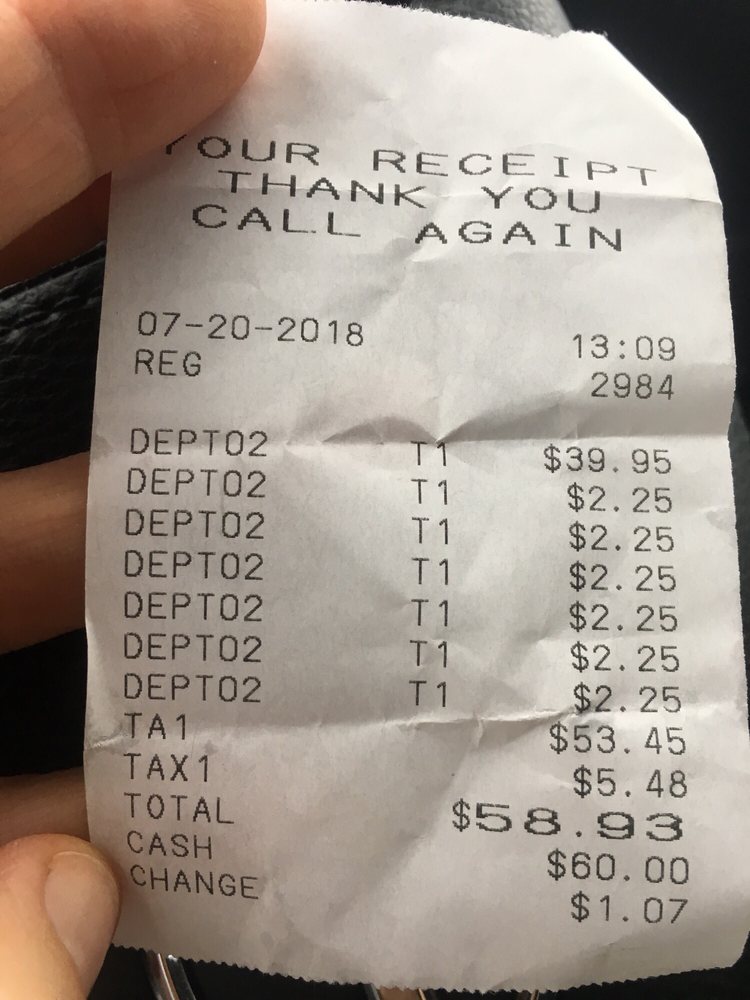 YOUR RECEIPT
THANK YOU
CALL AGAIN
07-20-2018 13:09
REG 2984
DEPT02 T1 $39.95
DEPT02 T1 $2.25
DEPT02 T1 $2.25
DEPT02 T1 $2.25
DEPT02 T1 $2.25
DEPT02 T1 $2.25
DEPT02 T1 $2.25
TA1 $53.45
TAX1 $5.48
TOTAL $58.93
CASH $60.00
CHANGE $1.07